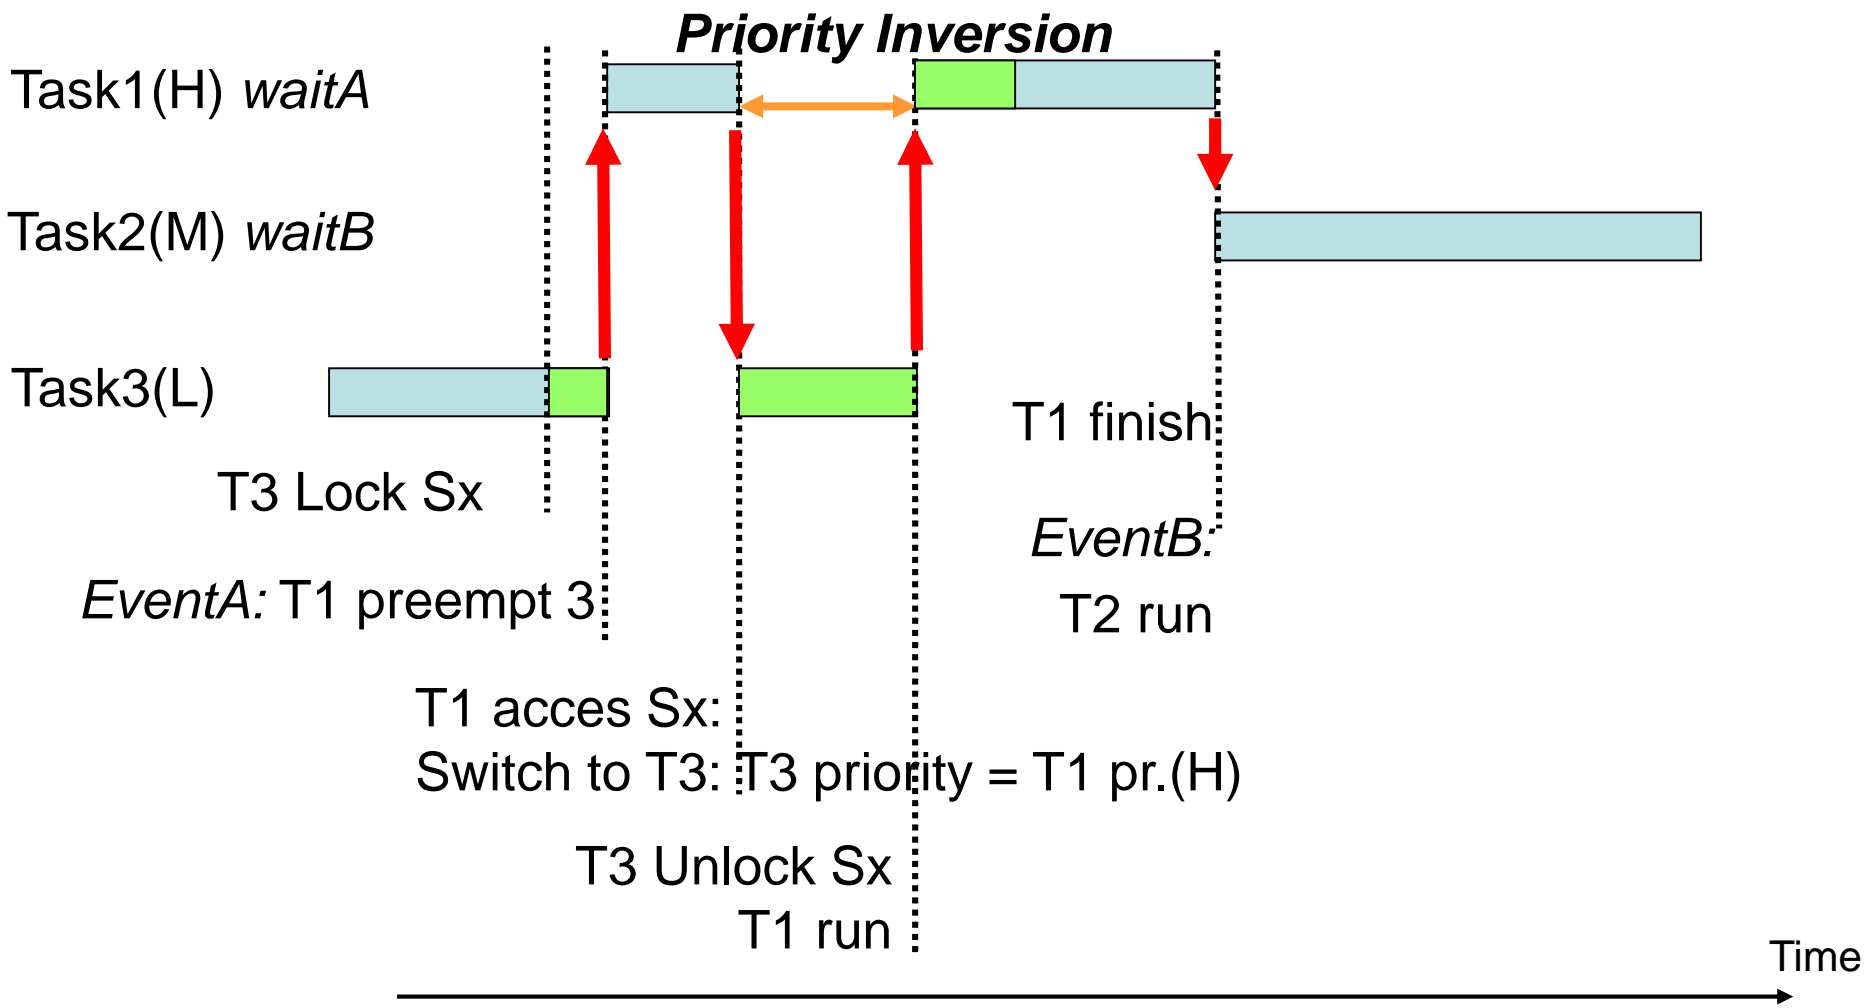 Priority Inversion
Task1(H) waitA
Task2(M) waitB
Task3(L)
T1 finish
T3 Lock Sx
EventB:
EventA: T1 preempt 3
T2 run
T1 acces Sx:
Switch to T3: T3 priority = T1 pr.(H)
T3 Unlock Sx
T1 run
Time